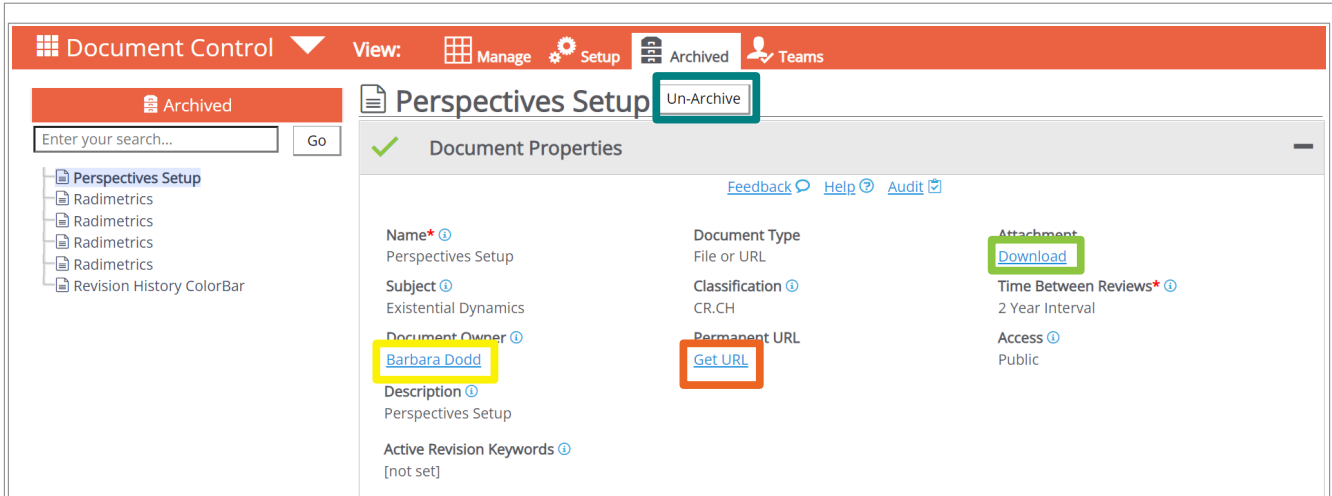 Document Control View: Manage Setup Archived Teams
Archived
Enter your search... Go
Perspectives Setup
Radimetrics
Radimetrics
Radimetrics
Radimetrics
Revision History ColorBar
Perspectives Setup Un-Archive
Document Properties
Feedback Help Audit
Name* Document Type Attachment
Perspectives Setup File or URL Download
Subject Classification Time Between Reviews*
Existential Dynamics CR.CH 2 Year Interval
Document Owner Permanent URL Access
Barbara Dodd Get URL Public
Description
Perspectives Setup
Active Revision Keywords
[not set]